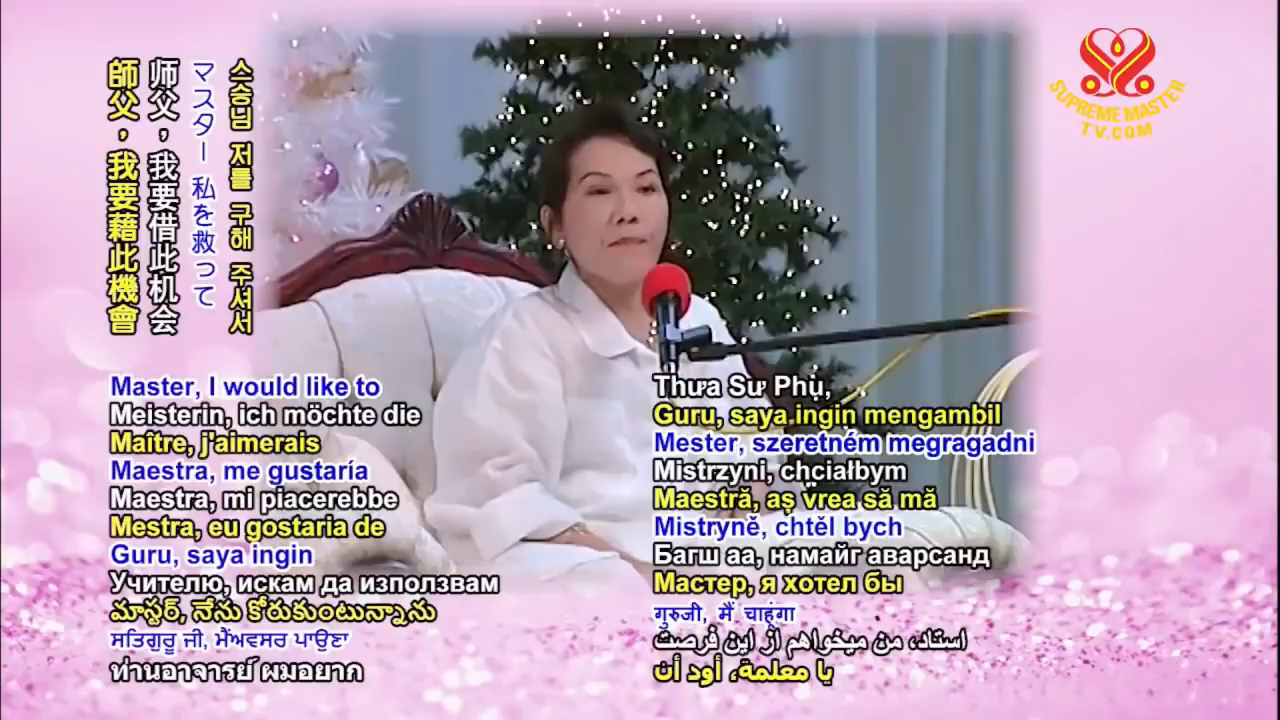 스승님 저를 구해 주셔서
マスター 私を救って
师父，我要借此机会
師父，我要藉此機會
SUPREME MASTER
TV.COM
Master, I would like to
Meisterin, ich möchte die
Maître, j'aimerais
Maestra, me gustaría
Maestra, mi piacerebbe
Mestra, eu gostaria de
Guru, saya ingin
Учителю, искам да използвам
మాస్టర్, నేను కోరుకుంటున్నాను
ਸਤਿਗੁਰੂ ਜੀ, ਮੈਂਅਵਸਰ ਪਾਉਣਾ
ท่านอาจารย์ ผมอยาก
Thưa Sư Phụ,
Guru, saya ingin mengambil
Mester, szeretném megragadni
Mistrzyni, chciałbym
Maestră, aș vrea să mă
Mistryně, chtěl bych
Багш аа, намайг аварсанд
Мастер, я хотел бы
गुरुजी, मैं चाहूंगा
استاد، من میخواهم از این فرصت
يا معلمة، أود أن